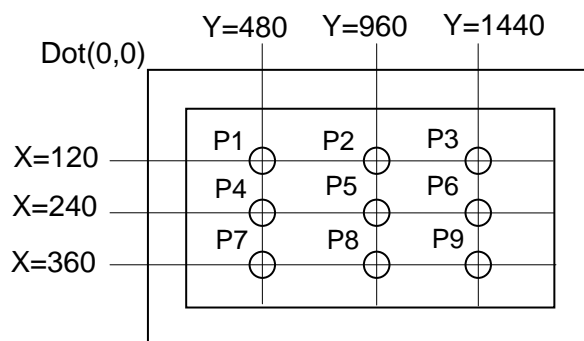 Y=480 Y=960 Y=1440
Dot(0,0)
P1 P2 P3
X=120
P4 P5 P6
X=240
P7 P8 P9
X=360